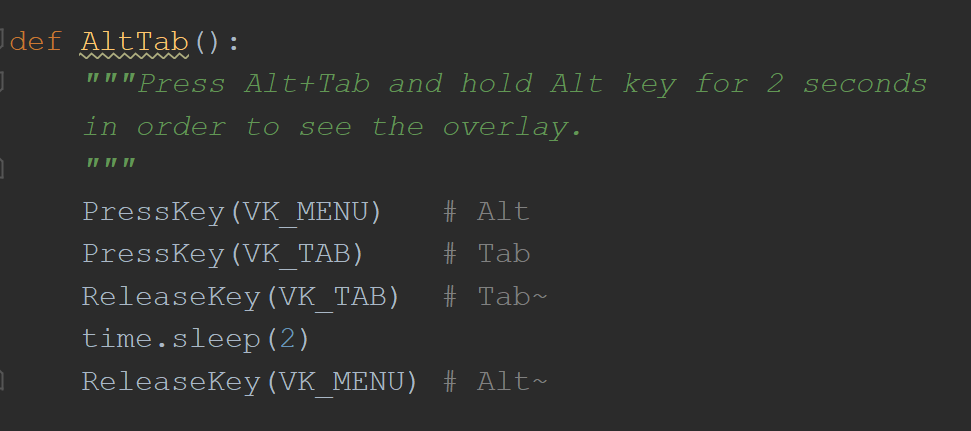 def AltTab():
    """Press Alt+Tab and hold Alt key for 2 seconds
    in order to see the overlay.
    """
    PressKey(VK_MENU)   # Alt
    PressKey(VK_TAB)    # Tab
    ReleaseKey(VK_TAB)  # Tab~
    time.sleep(2)
    ReleaseKey(VK_MENU) # Alt~